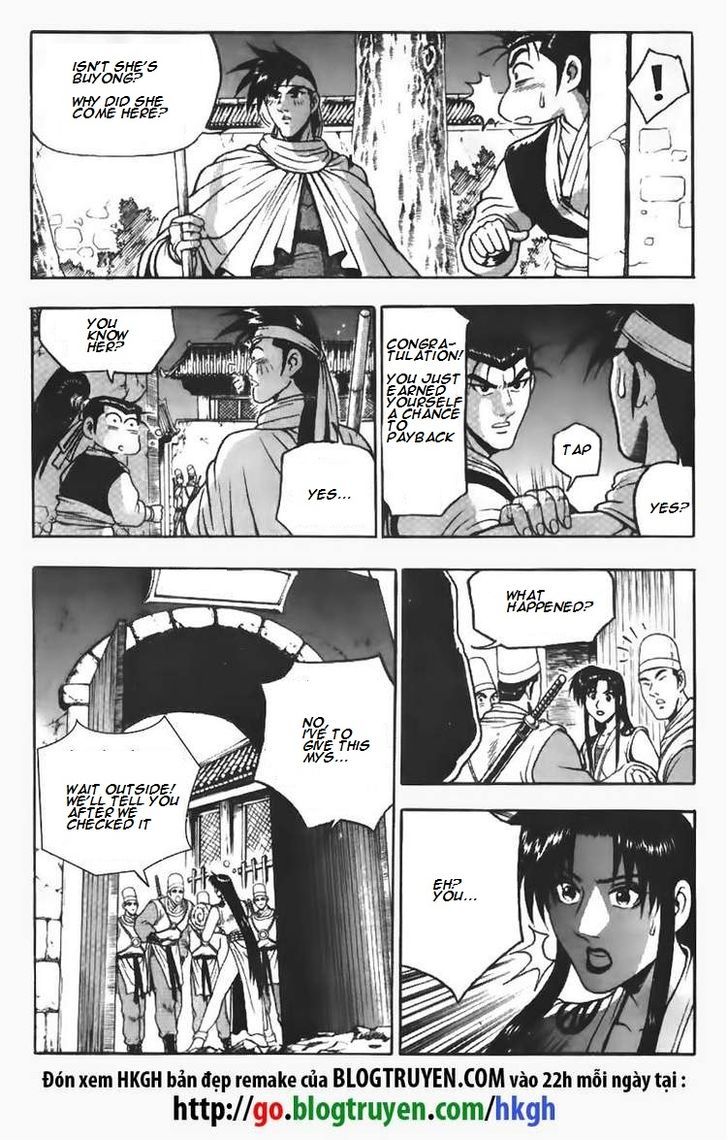 ISN'T SHE'S
BUYONG?
WHY DID SHE
COME HERE?
!
YOU
KNOW
HER?
YES...
CONGRA-
TULATION!
YOU JUST
EARNED
YOURSELF
A CHANCE
TO
PAYBACK
TAP
YES?
NO,
I'VE TO
GIVE THIS
MYS...
WAIT OUTSIDE!
WE'LL TELL YOU
AFTER WE
CHECKED IT
WHAT
HAPPENED?
EH?
YOU...
Đón xem HKGH bản đẹp remake của BLOGTRUYEN.COM vào 22h mỗi ngày tại :
http://go.blogtruyen.com/hkgh